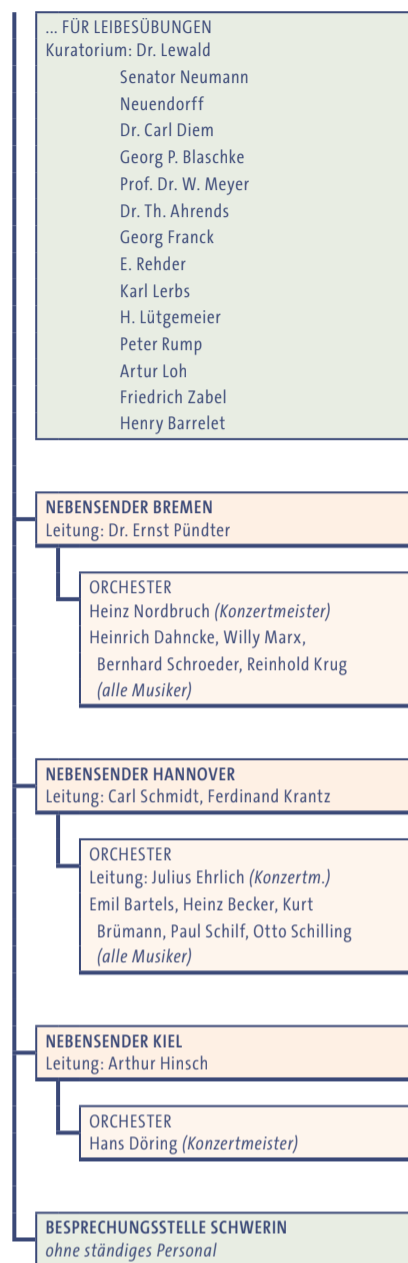 ... FÜR LEIBESÜBUNGEN
Kuratorium: Dr. Lewald
Senator Neumann
Neuendorff
Dr. Carl Diem
Georg P. Blaschke
Prof. Dr. W. Meyer
Dr. Th. Ahrends
Georg Franck
E. Rehder
Karl Lerbs
H. Lütgemeier
Peter Rump
Artur Loh
Friedrich Zabel
Henry Barrelet
NEBENSENDER BREMEN
Leitung: Dr. Ernst Pündter
ORCHESTER
Heinz Nordbruch (Konzertmeister)
Heinrich Dahncke, Willy Marx,
Bernhard Schroeder, Reinhold Krug
(alle Musiker)
NEBENSENDER HANNOVER
Leitung: Carl Schmidt, Ferdinand Krantz
ORCHESTER
Leitung: Julius Ehrlich (Konzertm.)
Emil Bartels, Heinz Becker, Kurt
Brümann, Paul Schilf, Otto Schilling
(alle Musiker)
NEBENSENDER KIEL
Leitung: Arthur Hinsch
ORCHESTER
Hans Döring (Konzertmeister)
BESPRECHUNGSSTELLE SCHWERIN
ohne ständiges Personal